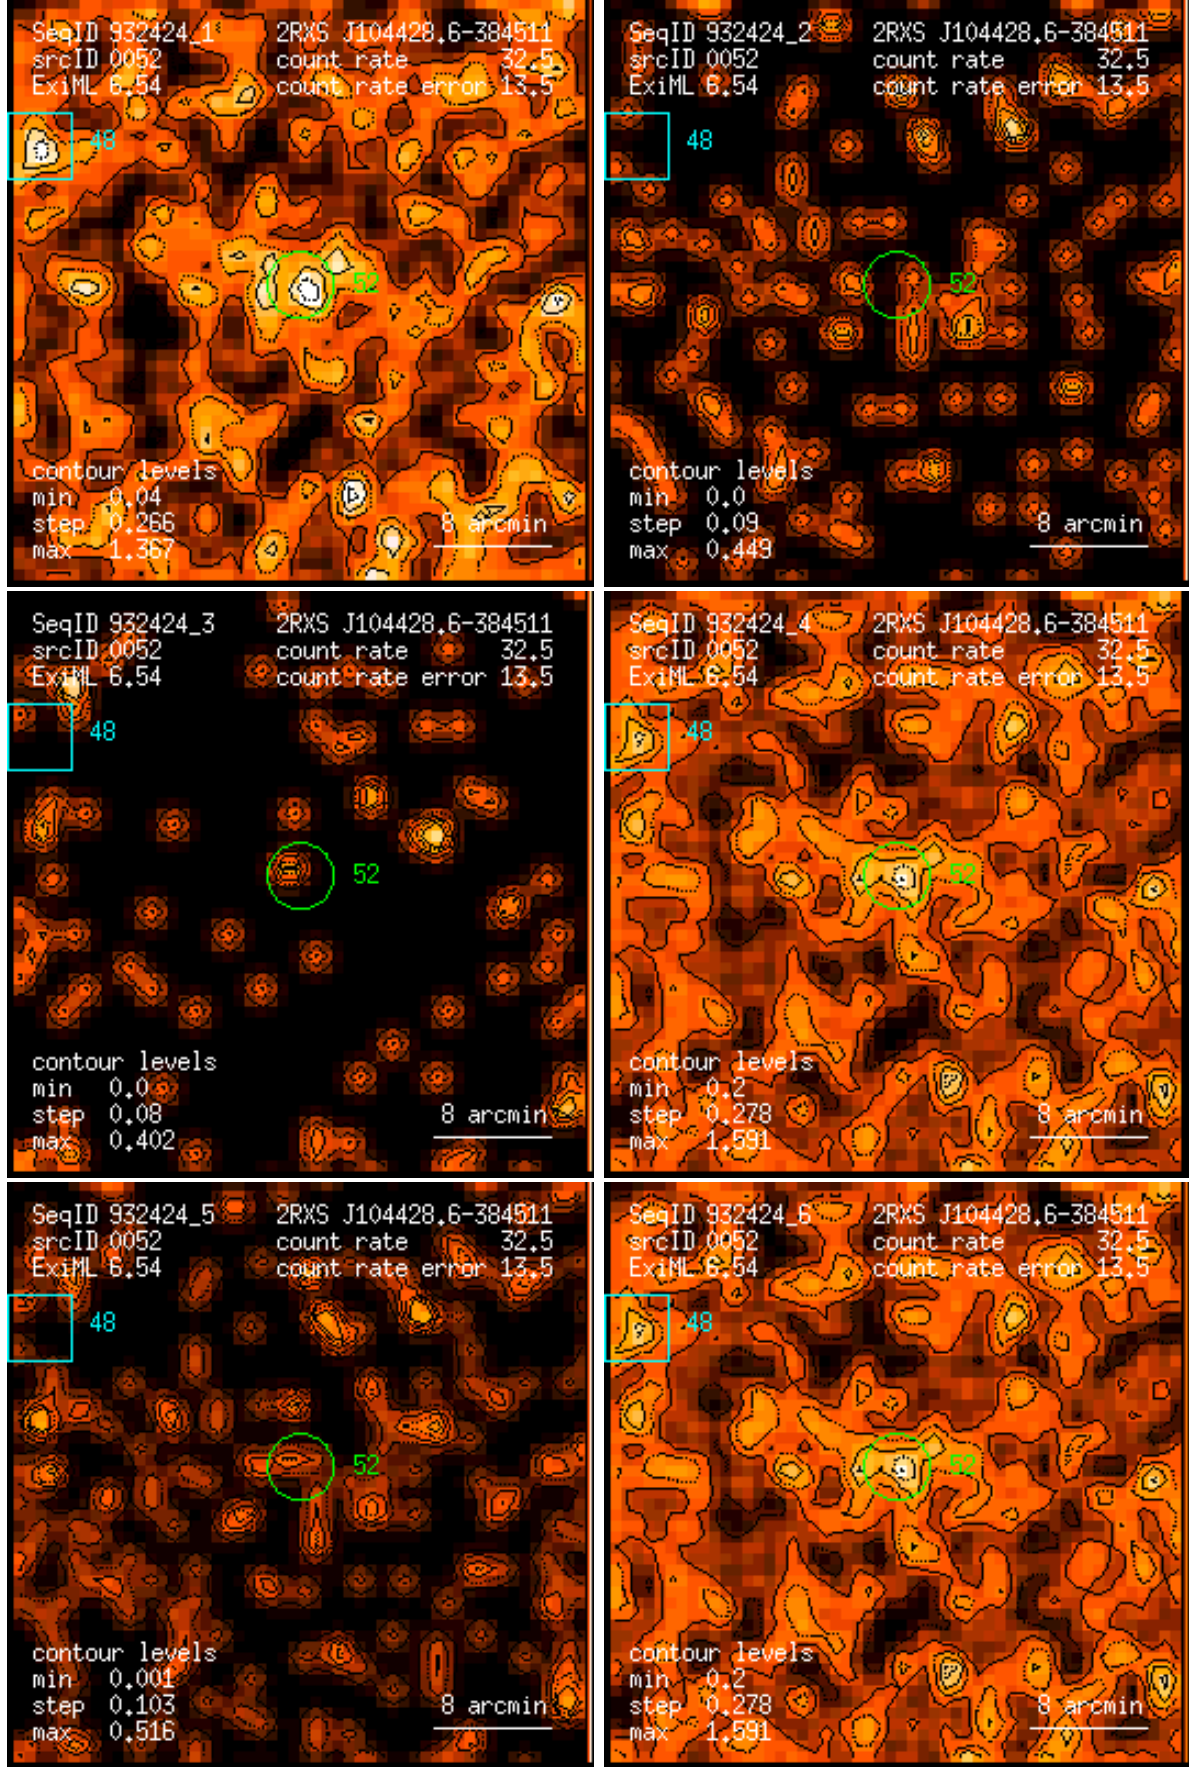 SeqID 932424_1 2RXS J104428.6-384511
srcID 0052 count rate 32.5
ExiML 6.54 count rate error 13.5
48
52
contour levels
min 0.04
step 0.266 8 arcmin
max 1.367
SeqID 932424_2 2RXS J104428.6-384511
srcID 0052 count rate 32.5
ExiML 6.54 count rate error 13.5
48
52
contour levels
min 0.0
step 0.09 8 arcmin
max 0.449
SeqID 932424_3 2RXS J104428.6-384511
srcID 0052 count rate 32.5
ExiML 6.54 count rate error 13.5
48
52
contour levels
min 0.0
step 0.08 8 arcmin
max 0.402
SeqID 932424_4 2RXS J104428.6-384511
srcID 0052 count rate 32.5
ExiML 6.54 count rate error 13.5
48
52
contour levels
min 0.2
step 0.278 8 arcmin
max 1.591
SeqID 932424_5 2RXS J104428.6-384511
srcID 0052 count rate 32.5
ExiML 6.54 count rate error 13.5
48
52
contour levels
min 0.001
step 0.103 8 arcmin
max 0.516
SeqID 932424_6 2RXS J104428.6-384511
srcID 0052 count rate 32.5
ExiML 6.54 count rate error 13.5
48
52
contour levels
min 0.2
step 0.278 8 arcmin
max 1.591